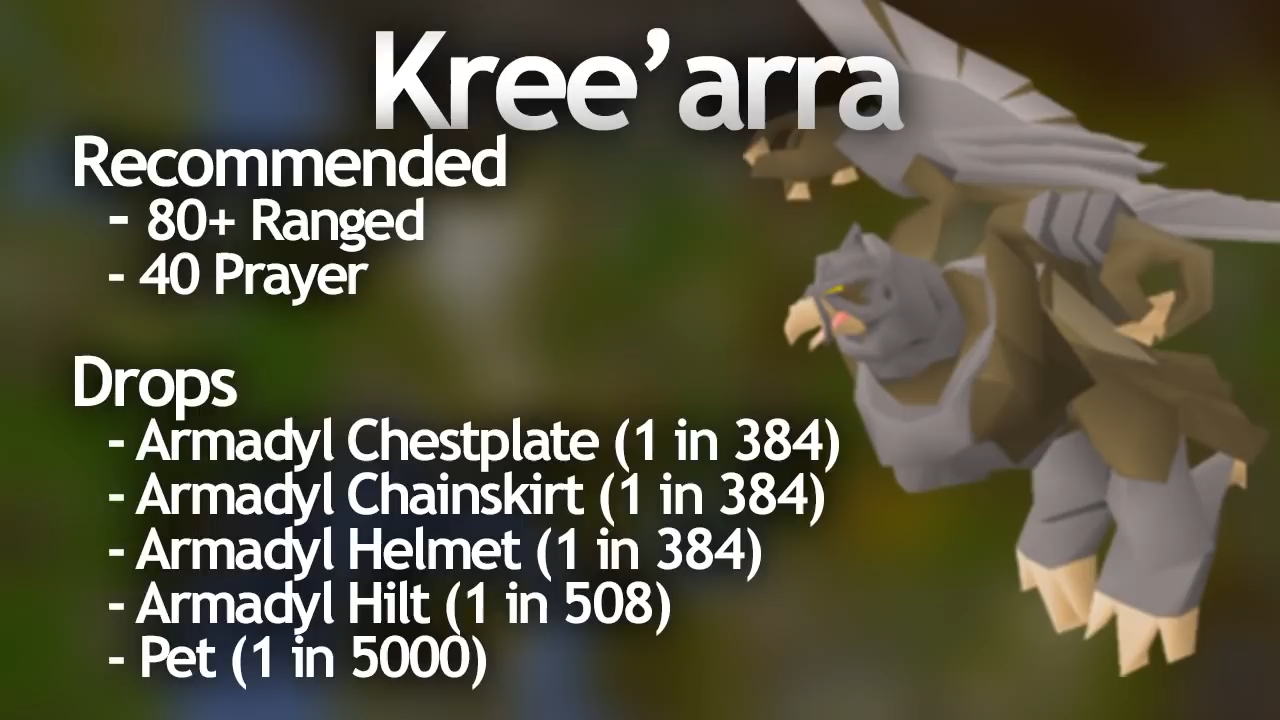 Kree’arra
Recommended
- 80+ Ranged
- 40 Prayer
Drops
- Armadyl Chestplate (1 in 384)
- Armadyl Chainskirt (1 in 384)
- Armadyl Helmet (1 in 384)
- Armadyl Hilt (1 in 508)
- Pet (1 in 5000)